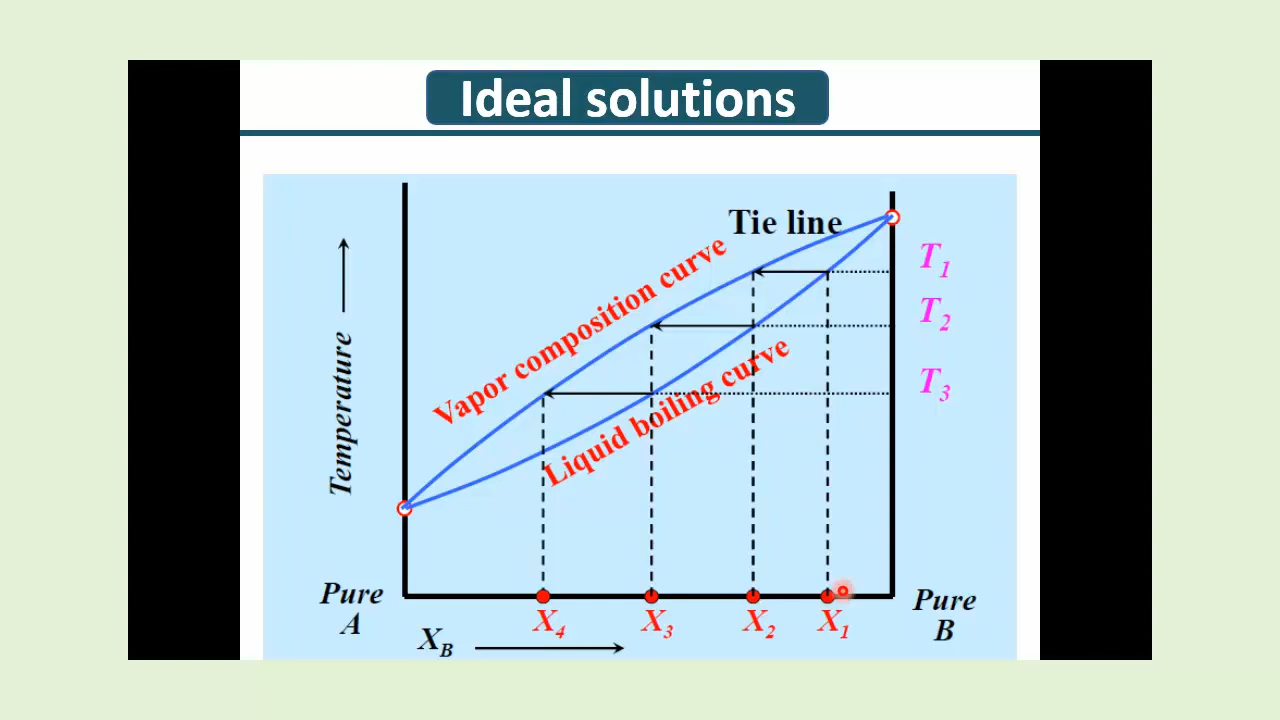 Ideal solutions
Tie line
Vapor composition curve
Liquid boiling curve
Temperature
T1
T2
T3
Pure
A
X4
X3
X2
X1
Pure
B
XB